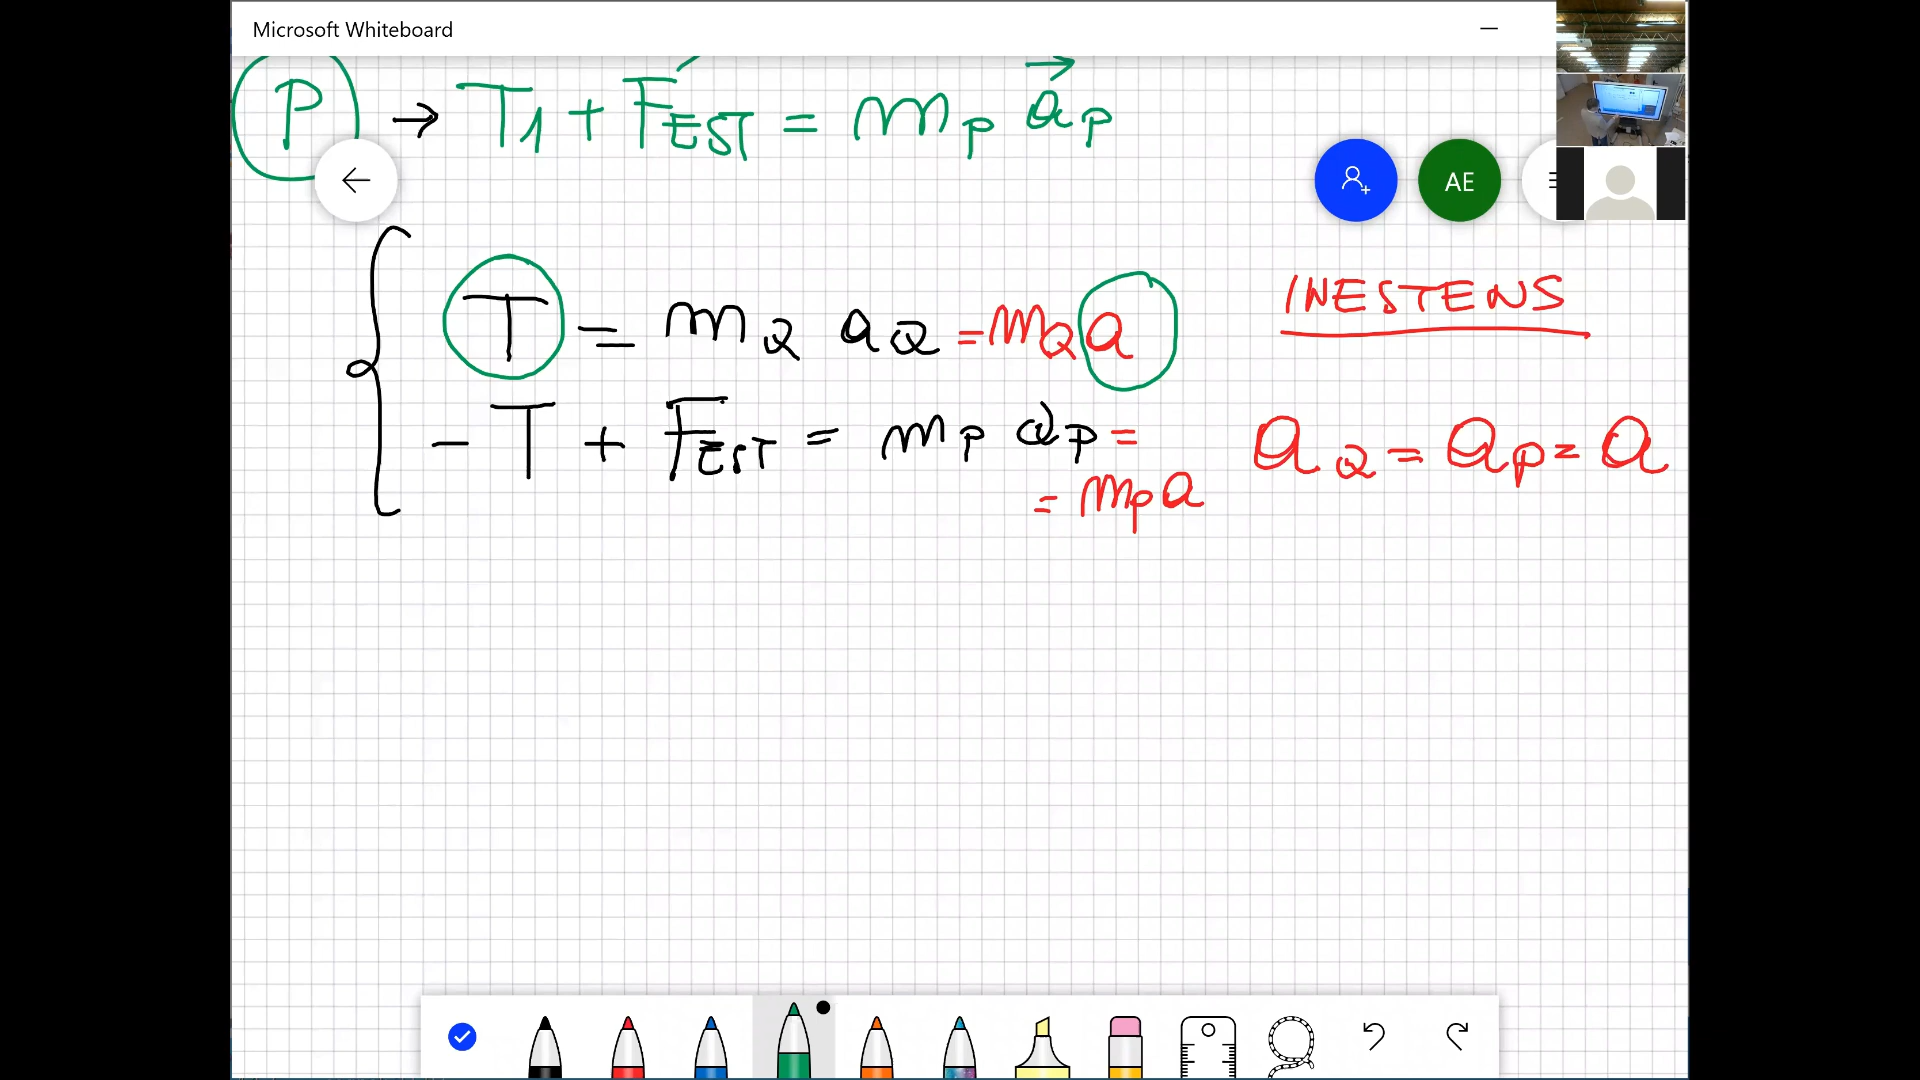 Microsoft Whiteboard
P → T1 + FEST = mP aP
AE
T = mQ aQ = mQ a
INESTENS
- T + FEST = mP aP =
= mP a
aQ = aP = a